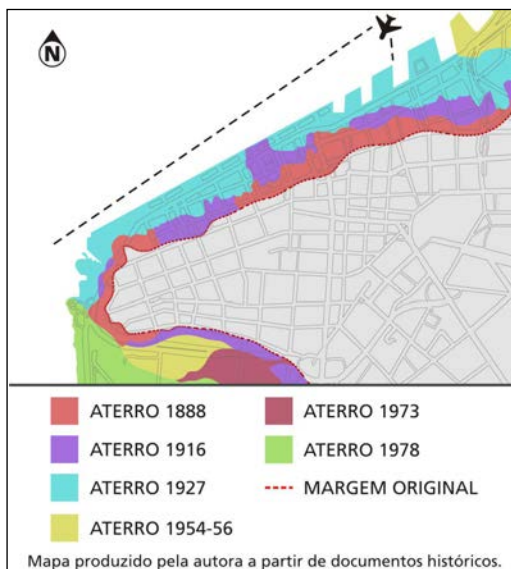 N
ATERRO 1888
ATERRO 1973
ATERRO 1916
ATERRO 1978
ATERRO 1927
MARGEM ORIGINAL
ATERRO 1954-56
Mapa produzido pela autora a partir de documentos históricos.